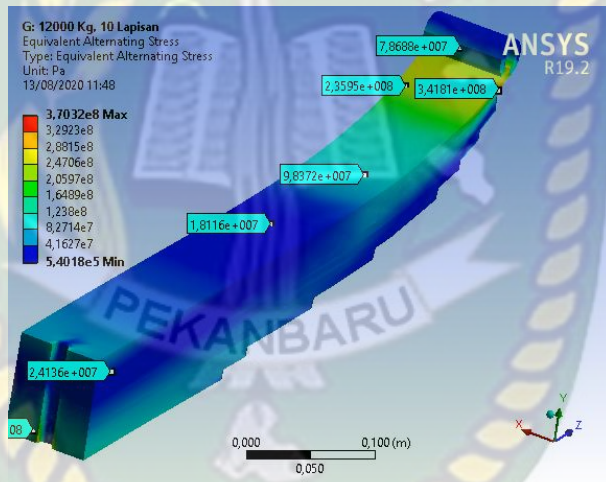 G: 12000 Kg, 10 Lapisan
Equivalent Alternating Stress
Type: Equivalent Alternating Stress
Unit: Pa
13/08/2020 11:48
3,7032e8 Max
3,2923e8
2,8815e8
2,4706e8
2,0597e8
1,6489e8
1,238e8
8,2714e7
4,1627e7
5,4018e5 Min
ANSYS
R19.2
7,8688e+007
2,3595e+008
3,4181e+008
9,8372e+007
1,8116e+007
2,4136e+007
08
PEKANBARU
0,000
0,100 (m)
0,050
X
Y
Z